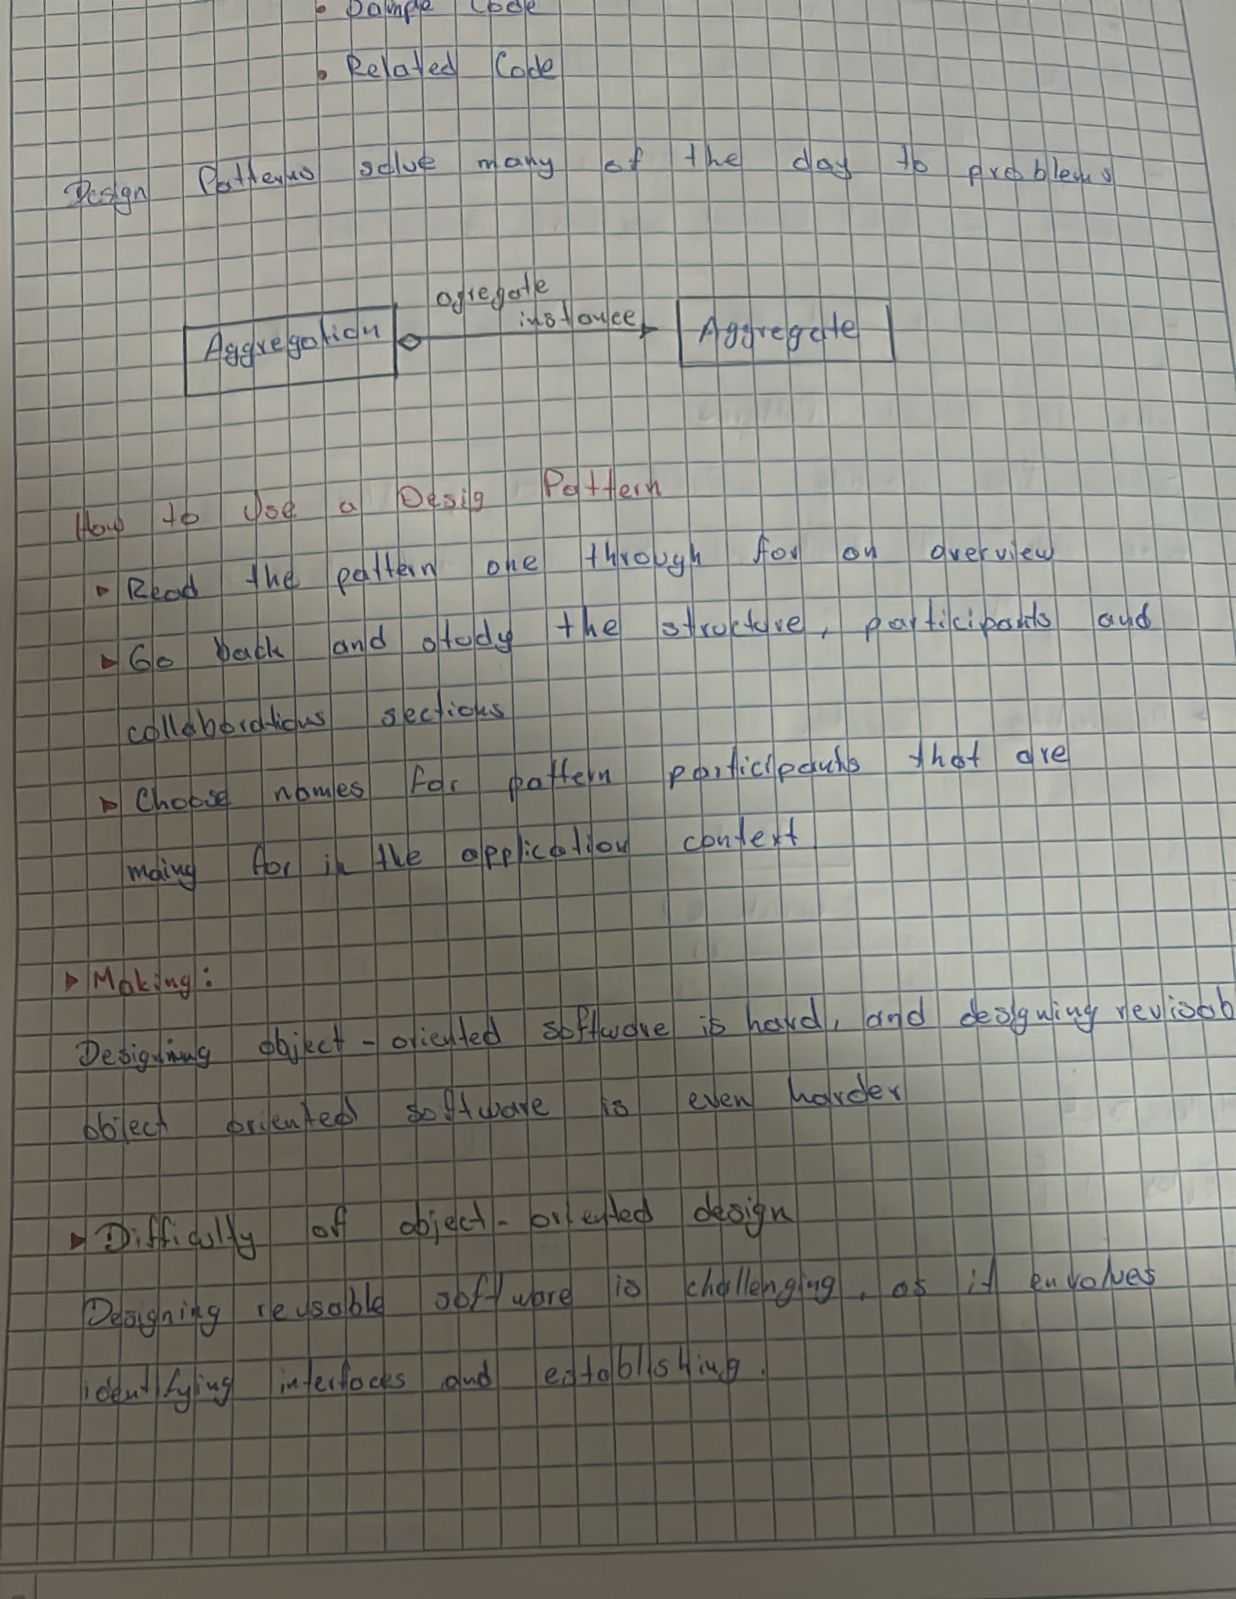 • Sample Code
• Related Code
Design Patterns solve many of the day to problems
agregate
instance
Aggregation
Aggregate
How to Use a Desig Pattern
Read the pattern one through for an overview
Go back and study the structure, participants and
collaborations sections
Choose names for pattern participants that are
maing for in the application context
Making:
Designing object-oriented software is hard, and designing revisab
object oriented software is even harder
Difficulty of object-oriented design
Designing reusable software is challenging, as it envolves
identifying interfaces and establishing.